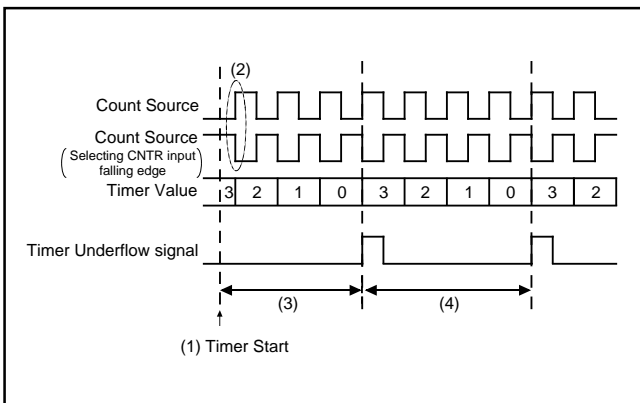 (2)
Count Source
Count Source
(Selecting CNTR input
falling edge)
Timer Value 3 2 1 0 3 2 1 0 3 2
Timer Underflow signal
(3) (4)
(1) Timer Start